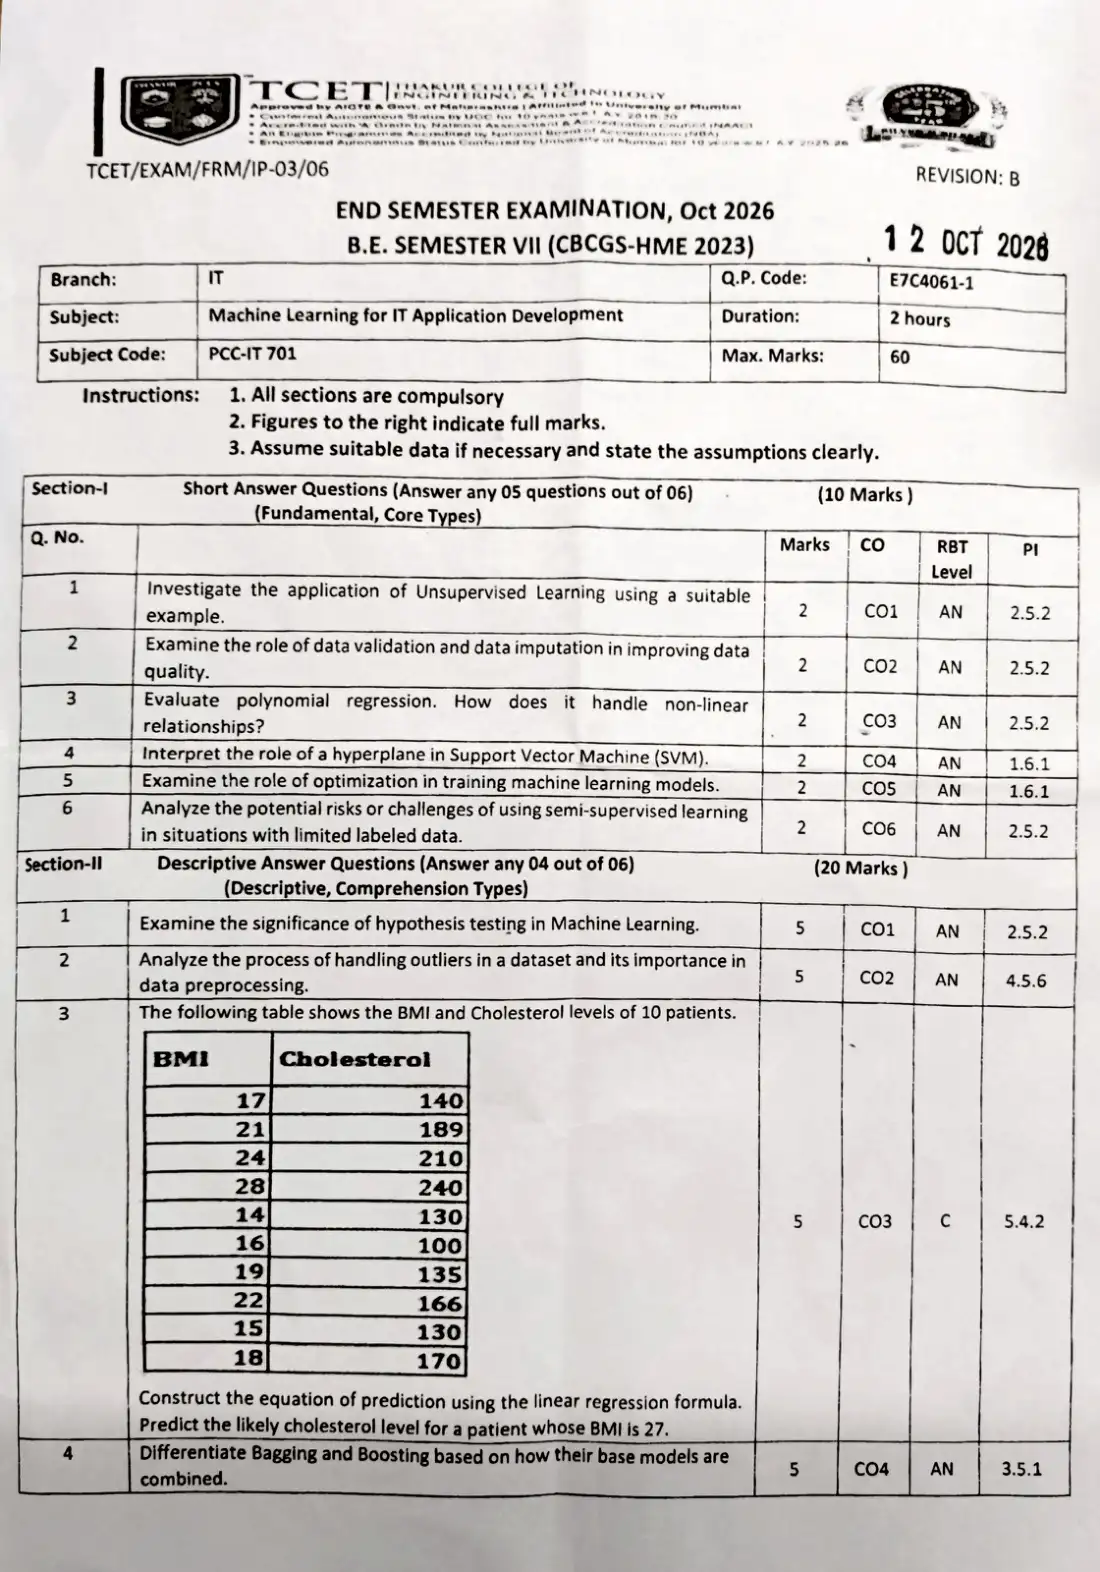 TCET THAKUR COLLEGE OF
ENGINEERING & TECHNOLOGY
Approved by AICTE & Govt. of Maharashtra | Affiliated to University of Mumbai
TCET/EXAM/FRM/IP-03/06
REVISION: B
END SEMESTER EXAMINATION, Oct 2026
B.E. SEMESTER VII (CBCGS-HME 2023)
12 OCT 2026
Branch: IT Q.P. Code: E7C4061-1
Subject: Machine Learning for IT Application Development Duration: 2 hours
Subject Code: PCC-IT 701 Max. Marks: 60
Instructions: 1. All sections are compulsory
2. Figures to the right indicate full marks.
3. Assume suitable data if necessary and state the assumptions clearly.
Section-I Short Answer Questions (Answer any 05 questions out of 06) (10 Marks )
(Fundamental, Core Types)
Q. No. Marks CO RBT Level PI
1 Investigate the application of Unsupervised Learning using a suitable
example. 2 CO1 AN 2.5.2
2 Examine the role of data validation and data imputation in improving data
quality. 2 CO2 AN 2.5.2
3 Evaluate polynomial regression. How does it handle non-linear
relationships? 2 CO3 AN 2.5.2
4 Interpret the role of a hyperplane in Support Vector Machine (SVM). 2 CO4 AN 1.6.1
5 Examine the role of optimization in training machine learning models. 2 CO5 AN 1.6.1
6 Analyze the potential risks or challenges of using semi-supervised learning
in situations with limited labeled data. 2 CO6 AN 2.5.2
Section-II Descriptive Answer Questions (Answer any 04 out of 06) (20 Marks )
(Descriptive, Comprehension Types)
1 Examine the significance of hypothesis testing in Machine Learning. 5 CO1 AN 2.5.2
2 Analyze the process of handling outliers in a dataset and its importance in
data preprocessing. 5 CO2 AN 4.5.6
3 The following table shows the BMI and Cholesterol levels of 10 patients.
BMI Cholesterol
17 140
21 189
24 210
28 240
14 130
16 100
19 135
22 166
15 130
18 170
5 CO3 C 5.4.2
Construct the equation of prediction using the linear regression formula.
Predict the likely cholesterol level for a patient whose BMI is 27.
4 Differentiate Bagging and Boosting based on how their base models are
combined. 5 CO4 AN 3.5.1